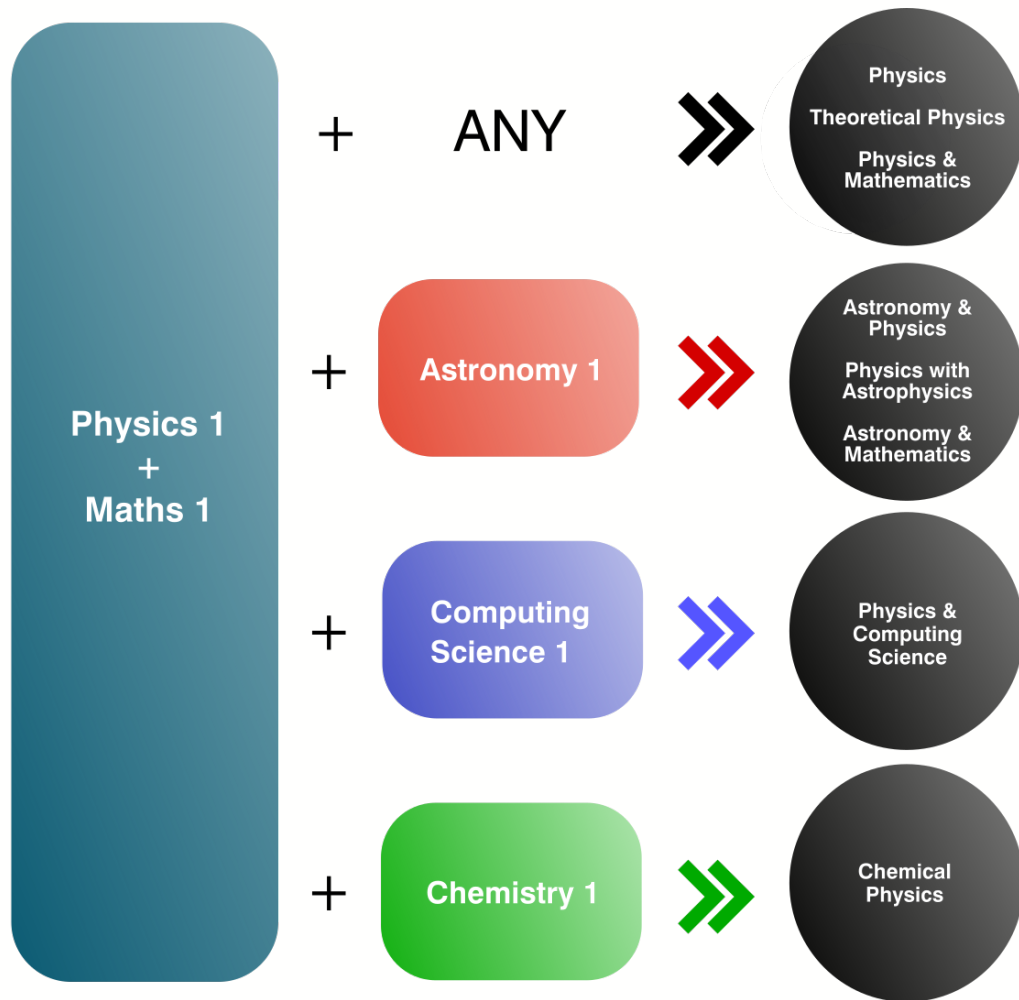 Physics 1
+
Maths 1
+ ANY
Physics
Theoretical Physics
Physics &
Mathematics
+ Astronomy 1
Astronomy &
Physics
Physics with
Astrophysics
Astronomy &
Mathematics
+ Computing
Science 1
Physics &
Computing
Science
+ Chemistry 1
Chemical
Physics